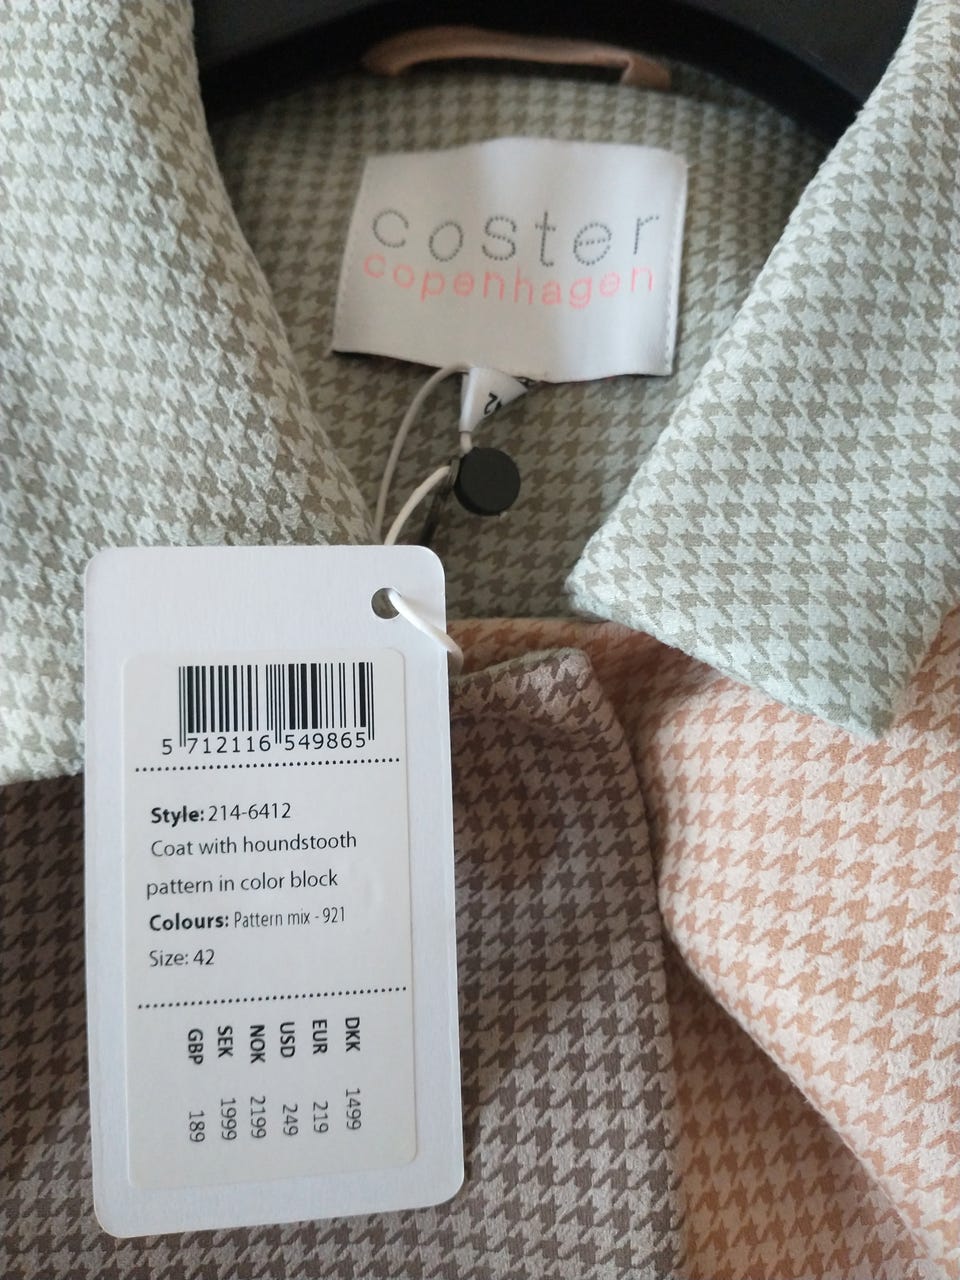 coster
copenhagen
5 712116 549865
Style: 214-6412
Coat with houndstooth
pattern in color block
Colours: Pattern mix - 921
Size: 42
DKK 1499
EUR 219
USD 249
NOK 2199
SEK 1999
GBP 189